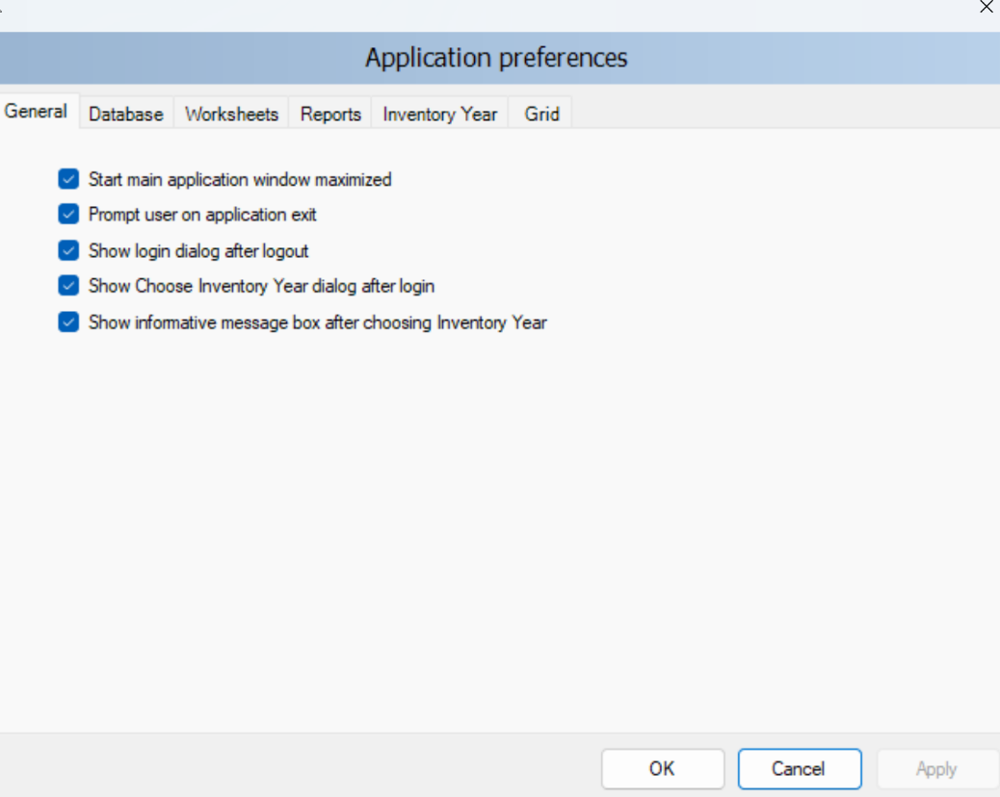 Application preferences
General Database Worksheets Reports Inventory Year Grid
Start main application window maximized
Prompt user on application exit
Show login dialog after logout
Show Choose Inventory Year dialog after login
Show informative message box after choosing Inventory Year
OK Cancel Apply